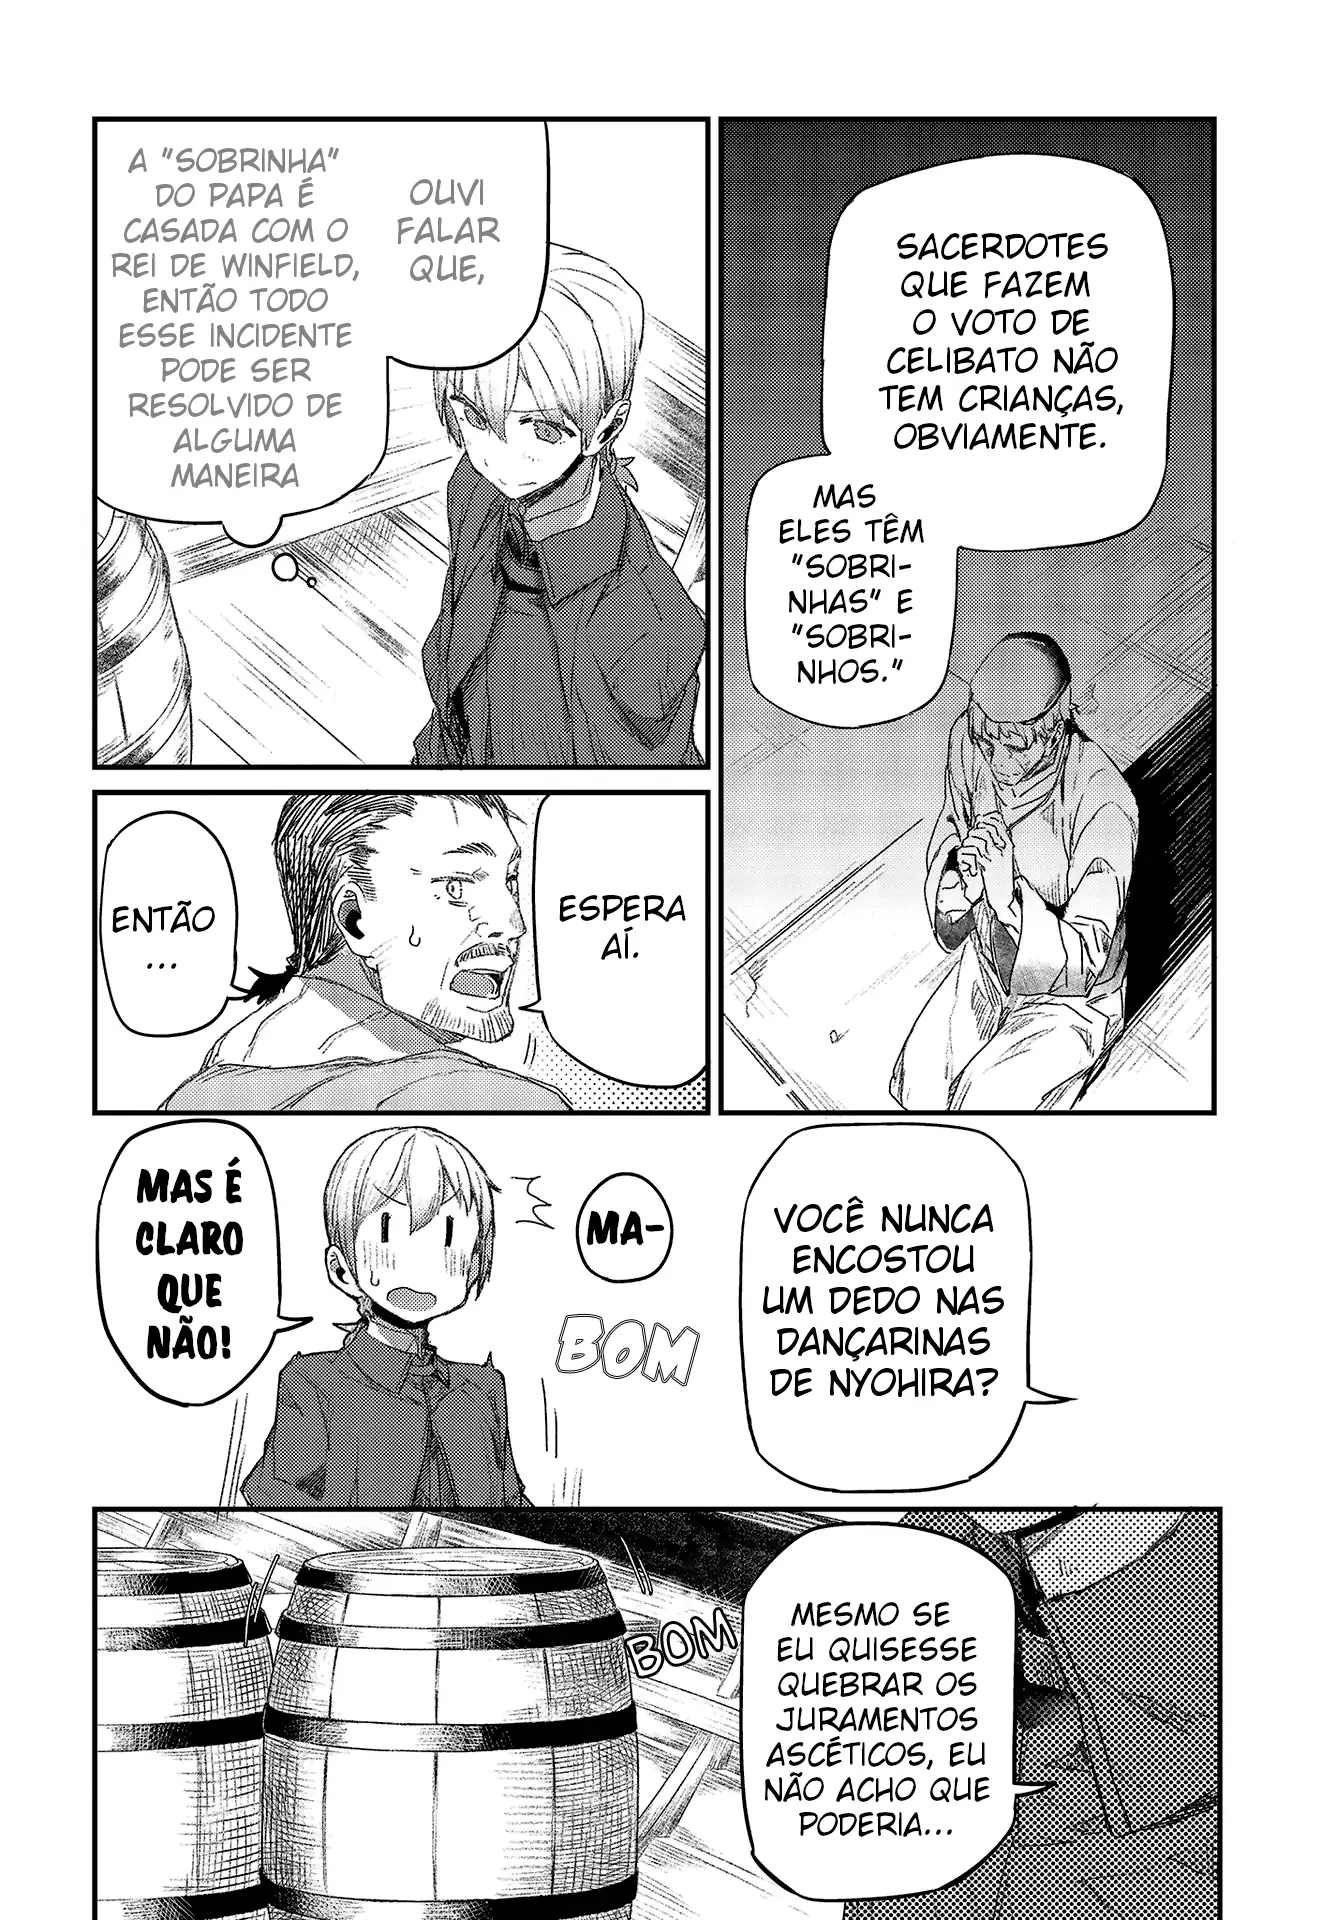 SACERDOTES
QUE FAZEM
O VOTO DE
CELIBATO NÃO
TEM CRIANÇAS,
OBVIAMENTE.
MAS
ELES TÊM
"SOBRI-
NHAS" E
"SOBRI-
NHOS."
OUVI
FALAR
QUE,
A "SOBRINHA"
DO PAPA É
CASADA COM O
REI DE WINFIELD,
ENTÃO TODO
ESSE INCIDENTE
PODE SER
RESOLVIDO DE
ALGUMA
MANEIRA
ESPERA
AÍ.
ENTÃO
...
VOCÊ NUNCA
ENCOSTOU
UM DEDO NAS
DANÇARINAS
DE NYOHIRA?
MA-
BOM
MAS É
CLARO
QUE
NÃO!
MESMO SE
EU QUISESSE
QUEBRAR OS
JURAMENTOS
ASCÉTICOS, EU
NÃO ACHO QUE
PODERIA...
BOM